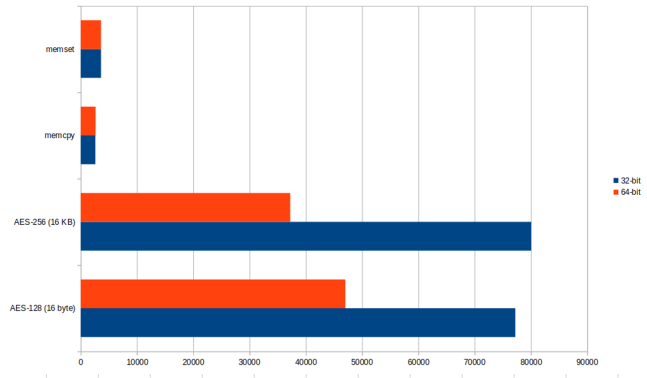 memset
memcpy
AES-256 (16 KB)
AES-128 (16 byte)
0 10000 20000 30000 40000 50000 60000 70000 80000 90000
32-bit
64-bit